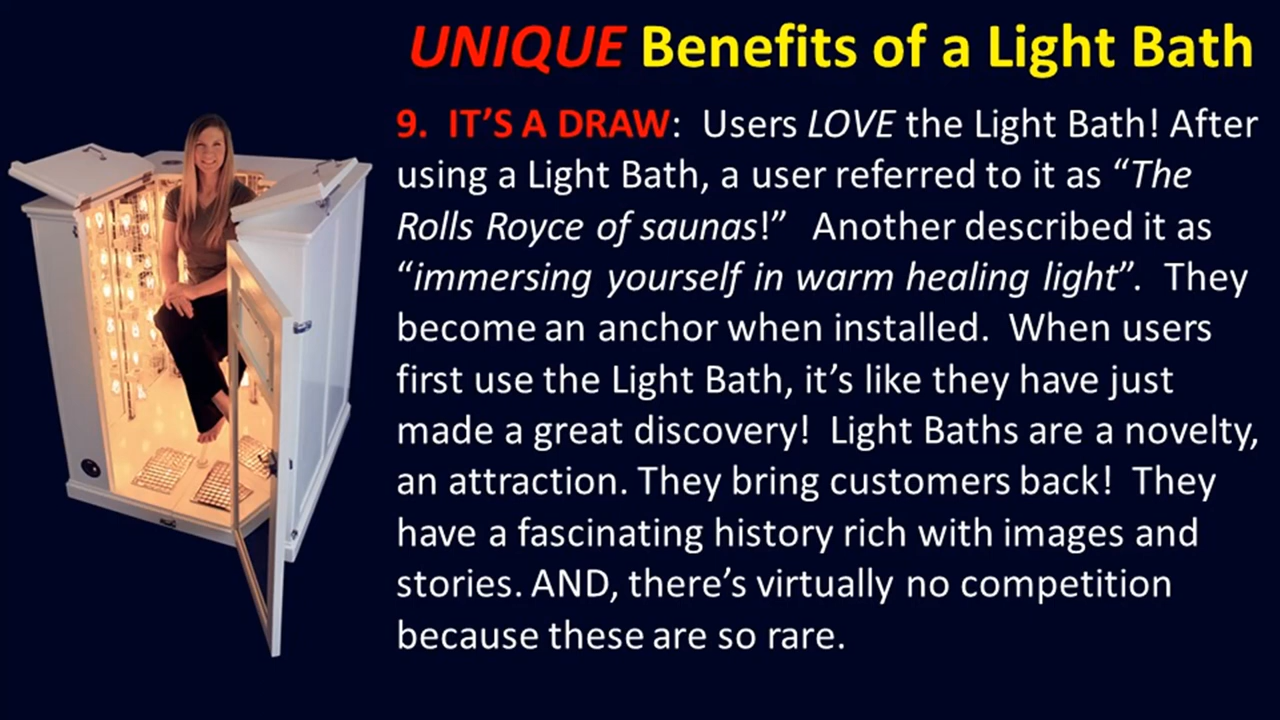 UNIQUE Benefits of a Light Bath
9. IT'S A DRAW: Users LOVE the Light Bath! After
using a Light Bath, a user referred to it as “The
Rolls Royce of saunas!” Another described it as
“immersing yourself in warm healing light”. They
become an anchor when installed. When users
first use the Light Bath, it's like they have just
made a great discovery! Light Baths are a novelty,
an attraction. They bring customers back! They
have a fascinating history rich with images and
stories. AND, there's virtually no competition
because these are so rare.